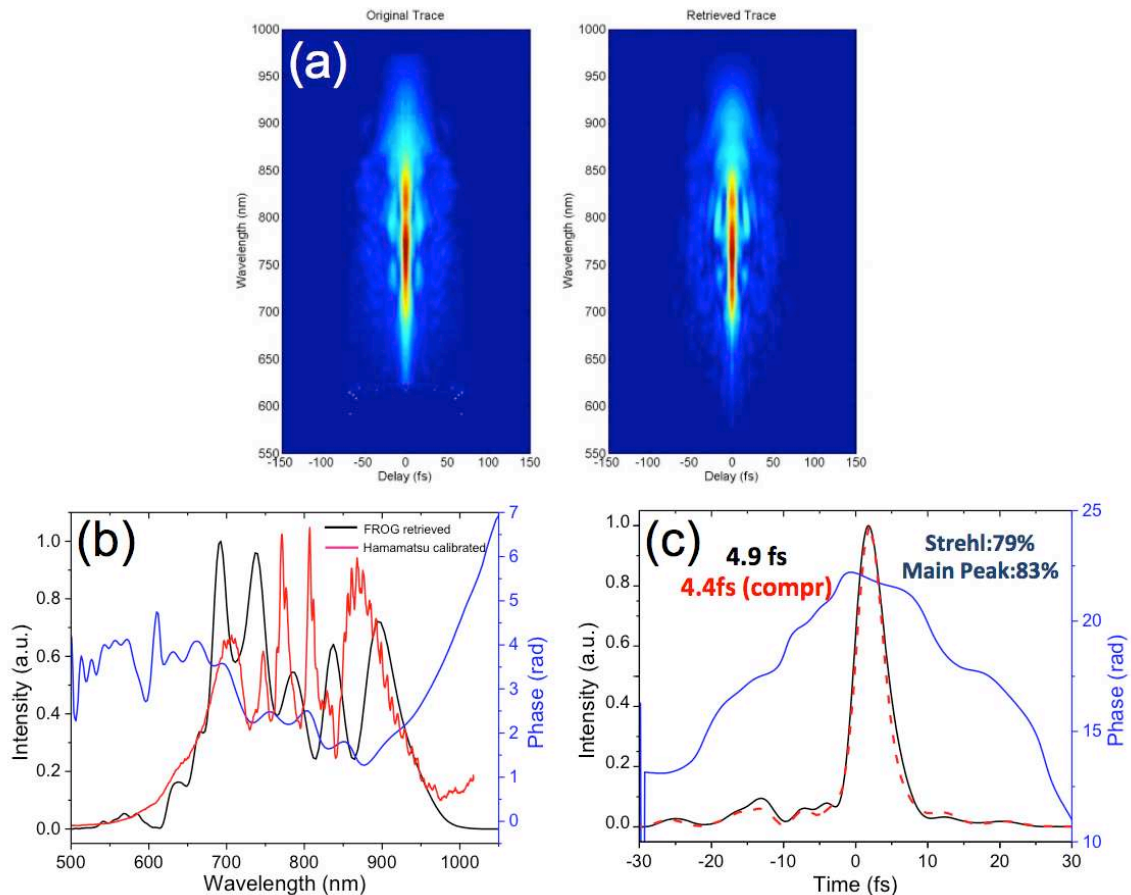 Original Trace
Retrieved Trace
(a)
1000
950
900
850
800
750
700
650
600
550
Wavelength (nm)
-150 -100 -50 0 50 100 150
Delay (fs)
1000
950
900
850
800
750
700
650
600
550
Wavelength (nm)
-150 -100 -50 0 50 100 150
Delay (fs)
(b)
FROG retrieved
Hamamatsu calibrated
1.0
0.8
0.6
0.4
0.2
0.0
Intensity (a.u.)
7
6
5
4
3
2
1
0
Phase (rad)
500 600 700 800 900 1000
Wavelength (nm)
(c)
4.9 fs
4.4fs (compr)
Strehl:79%
Main Peak:83%
1.0
0.8
0.6
0.4
0.2
0.0
Intensity (a.u.)
25
20
15
10
Phase (rad)
-30 -20 -10 0 10 20 30
Time (fs)